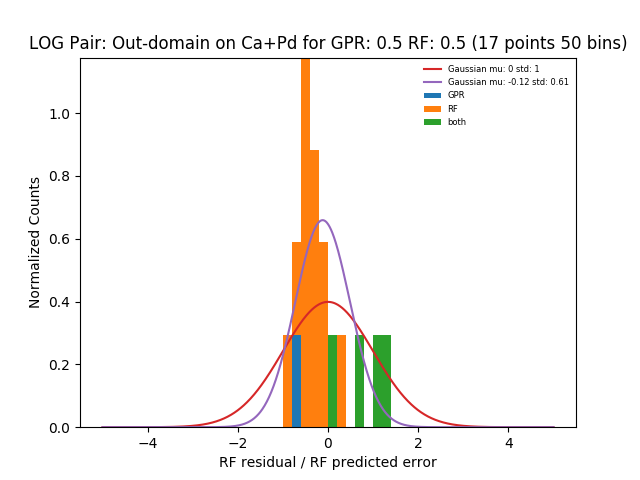 LOG Pair: Out-domain on Ca+Pd for GPR: 0.5 RF: 0.5 (17 points 50 bins)
Gaussian mu: 0 std: 1
Gaussian mu: -0.12 std: 0.61
GPR
RF
both
Normalized Counts
1.0
0.8
0.6
0.4
0.2
0.0
−4
−2
0
2
4
RF residual / RF predicted error